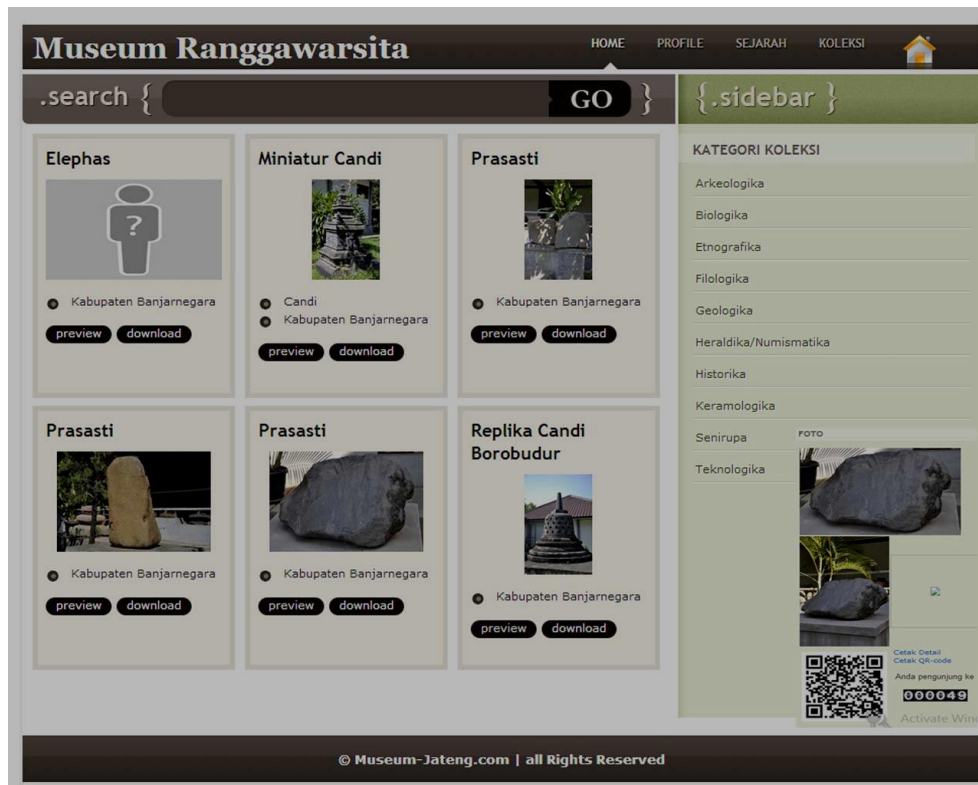 Museum Ranggawarsita
HOME PROFILE SEJARAH KOLEKSI
.search { GO }
{.sidebar }
Elephas
?
Kabupaten Banjarnegara
preview download
Miniatur Candi
Candi
Kabupaten Banjarnegara
preview download
Prasasti
Kabupaten Banjarnegara
preview download
Prasasti
Kabupaten Banjarnegara
preview download
Prasasti
Kabupaten Banjarnegara
preview download
Replika Candi
Borobudur
Kabupaten Banjarnegara
preview download
KATEGORI KOLEKSI
Arkeologika
Biologika
Etnografika
Filologika
Geologika
Heraldika/Numismatika
Historika
Keramologika
Senirupa
Teknologika
FOTO
Cetak Detail
Cetak QR-code
Anda pengunjung ke
000049
Activate Win
© Museum-Jateng.com | all Rights Reserved